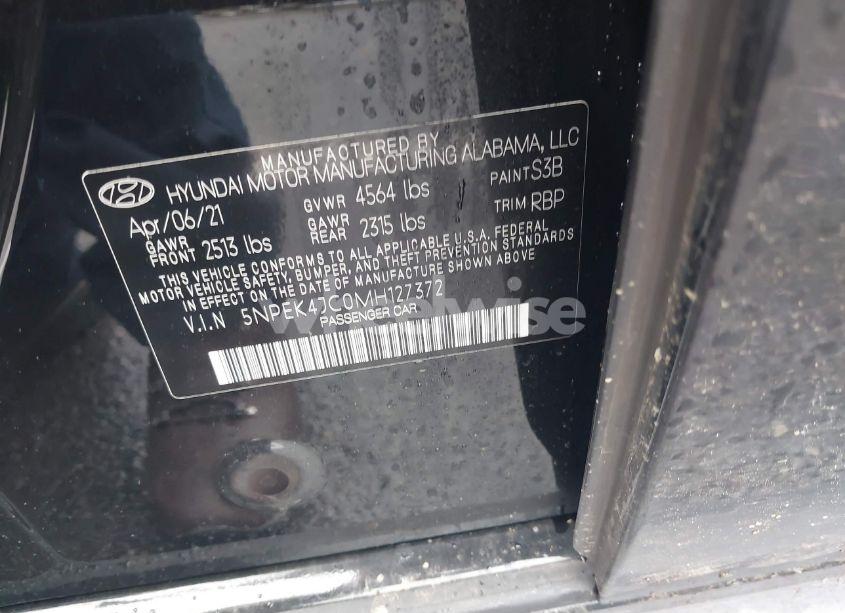 MANUFACTURED BY
HYUNDAI MOTOR MANUFACTURING ALABAMA, LLC
Apr/06/21 GVWR 4564 lbs PAINT S3B
GAWR FRONT 2513 lbs GAWR REAR 2315 lbs TRIM RBP
THIS VEHICLE CONFORMS TO ALL APPLICABLE U.S.A. FEDERAL
MOTOR VEHICLE SAFETY, BUMPER, AND THEFT PREVENTION STANDARDS
IN EFFECT ON THE DATE OF MANUFACTURE SHOWN ABOVE
V.I.N 5NPEK4JC0MH127372
PASSENGER CAR
wheelwise